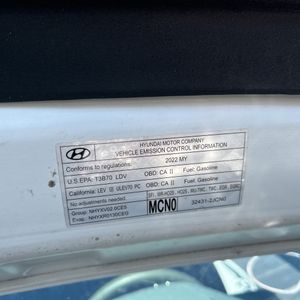 HYUNDAI MOTOR COMPANY
VEHICLE EMISSION CONTROL INFORMATION
Conforms to regulations: 2022 MY
U.S.EPA: T3B70 LDV OBD: CA II Fuel: Gasoline
California: LEV III ULEV70 PC OBD: CA II Fuel: Gasoline
No adjustments needed.
Group: NHYXV02.0CE5
Evap: NHYXR0130CEG
MCN0
32431-2JCN0